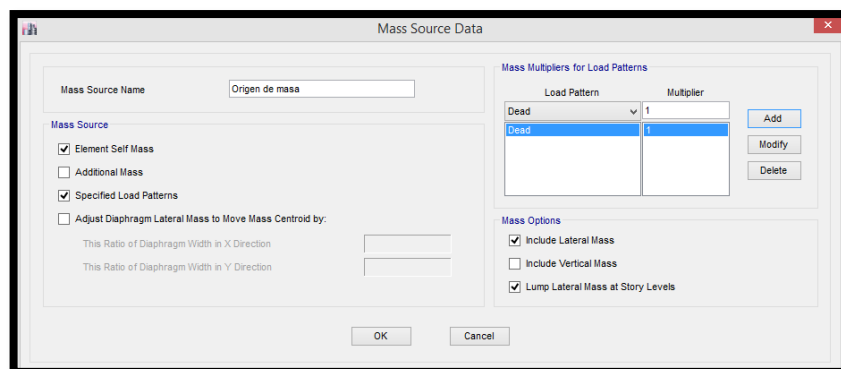 Mass Source Data
Mass Source Name Origen de masa
Mass Source
Element Self Mass
Additional Mass
Specified Load Patterns
Adjust Diaphragm Lateral Mass to Move Mass Centroid by:
This Ratio of Diaphragm Width in X Direction
This Ratio of Diaphragm Width in Y Direction
Mass Multipliers for Load Patterns
Load Pattern Multiplier
Dead 1
Dead 1
Add
Modify
Delete
Mass Options
Include Lateral Mass
Include Vertical Mass
Lump Lateral Mass at Story Levels
OK Cancel